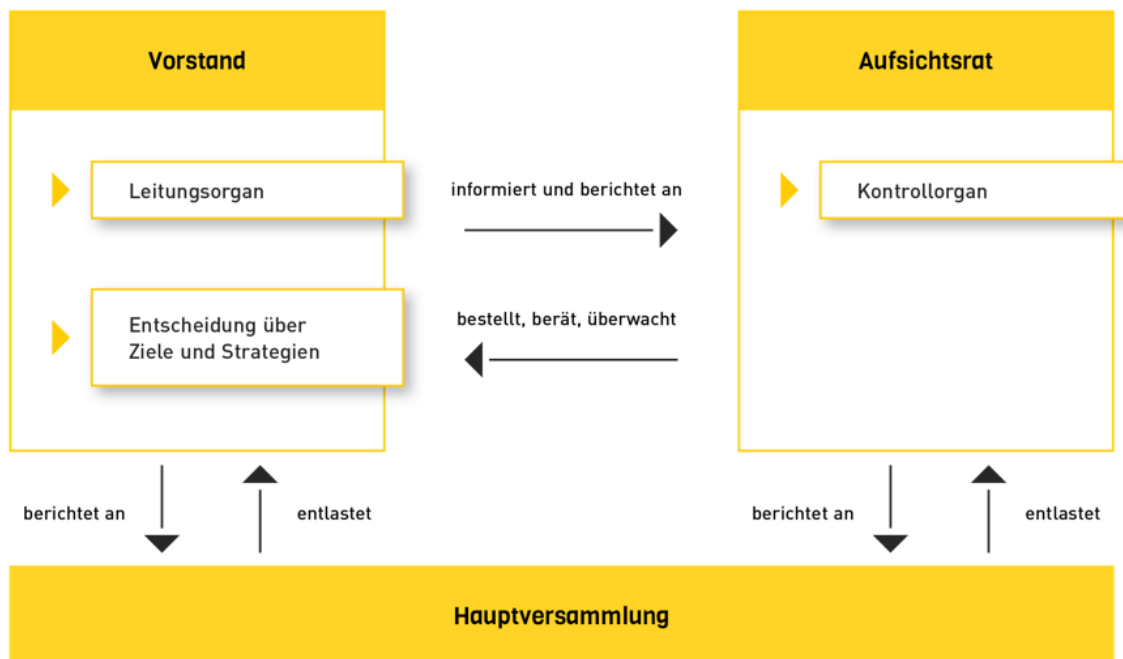 Vorstand
Aufsichtsrat
Leitungsorgan
informiert und berichtet an
Kontrollorgan
Entscheidung über
Ziele und Strategien
bestellt, berät, überwacht
berichtet an
entlastet
berichtet an
entlastet
Hauptversammlung